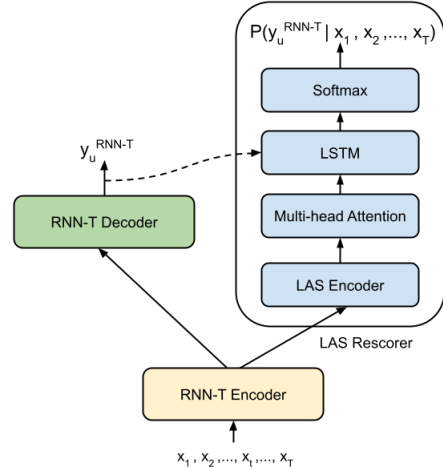 P(y_u^RNN-T | x_1 , x_2 ,..., x_T)
Softmax
y_u^RNN-T
LSTM
RNN-T Decoder
Multi-head Attention
LAS Encoder
LAS Rescorer
RNN-T Encoder
x_1 , x_2 ,..., x_t ,..., x_T